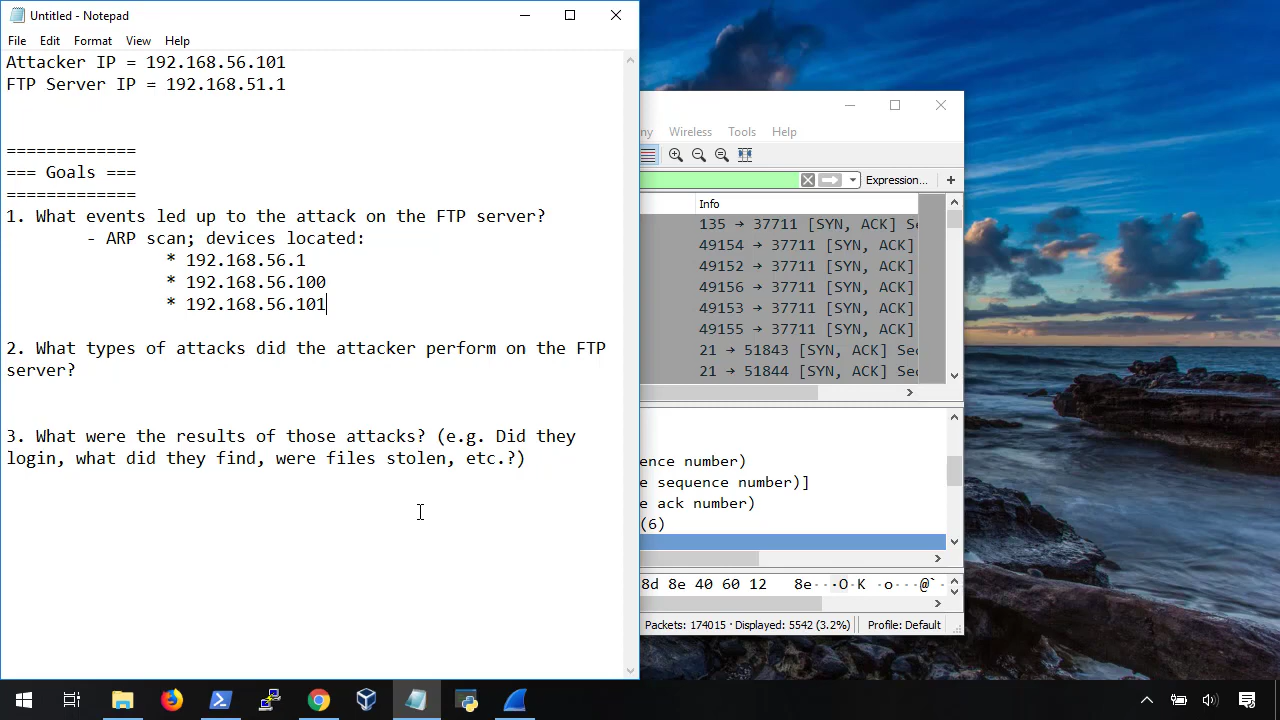 Untitled - Notepad
File Edit Format View Help
Attacker IP = 192.168.56.101
FTP Server IP = 192.168.51.1
=============
=== Goals ===
=============
1. What events led up to the attack on the FTP server?
- ARP scan; devices located:
* 192.168.56.1
* 192.168.56.100
* 192.168.56.101
2. What types of attacks did the attacker perform on the FTP
server?
3. What were the results of those attacks? (e.g. Did they
login, what did they find, were files stolen, etc.?)
ny Wireless Tools Help
Expression... +
Info
135 → 37711 [SYN, ACK] Se
49154 → 37711 [SYN, ACK]
49152 → 37711 [SYN, ACK]
49156 → 37711 [SYN, ACK]
49153 → 37711 [SYN, ACK]
49155 → 37711 [SYN, ACK]
21 → 51843 [SYN, ACK] Sec
21 → 51844 [SYN, ACK] Sec
ence number)
e sequence number)]
e ack number)
(6)
8d 8e 40 60 12 8e ···O·K ·o···@`·
Packets: 174015 · Displayed: 5542 (3.2%) Profile: Default